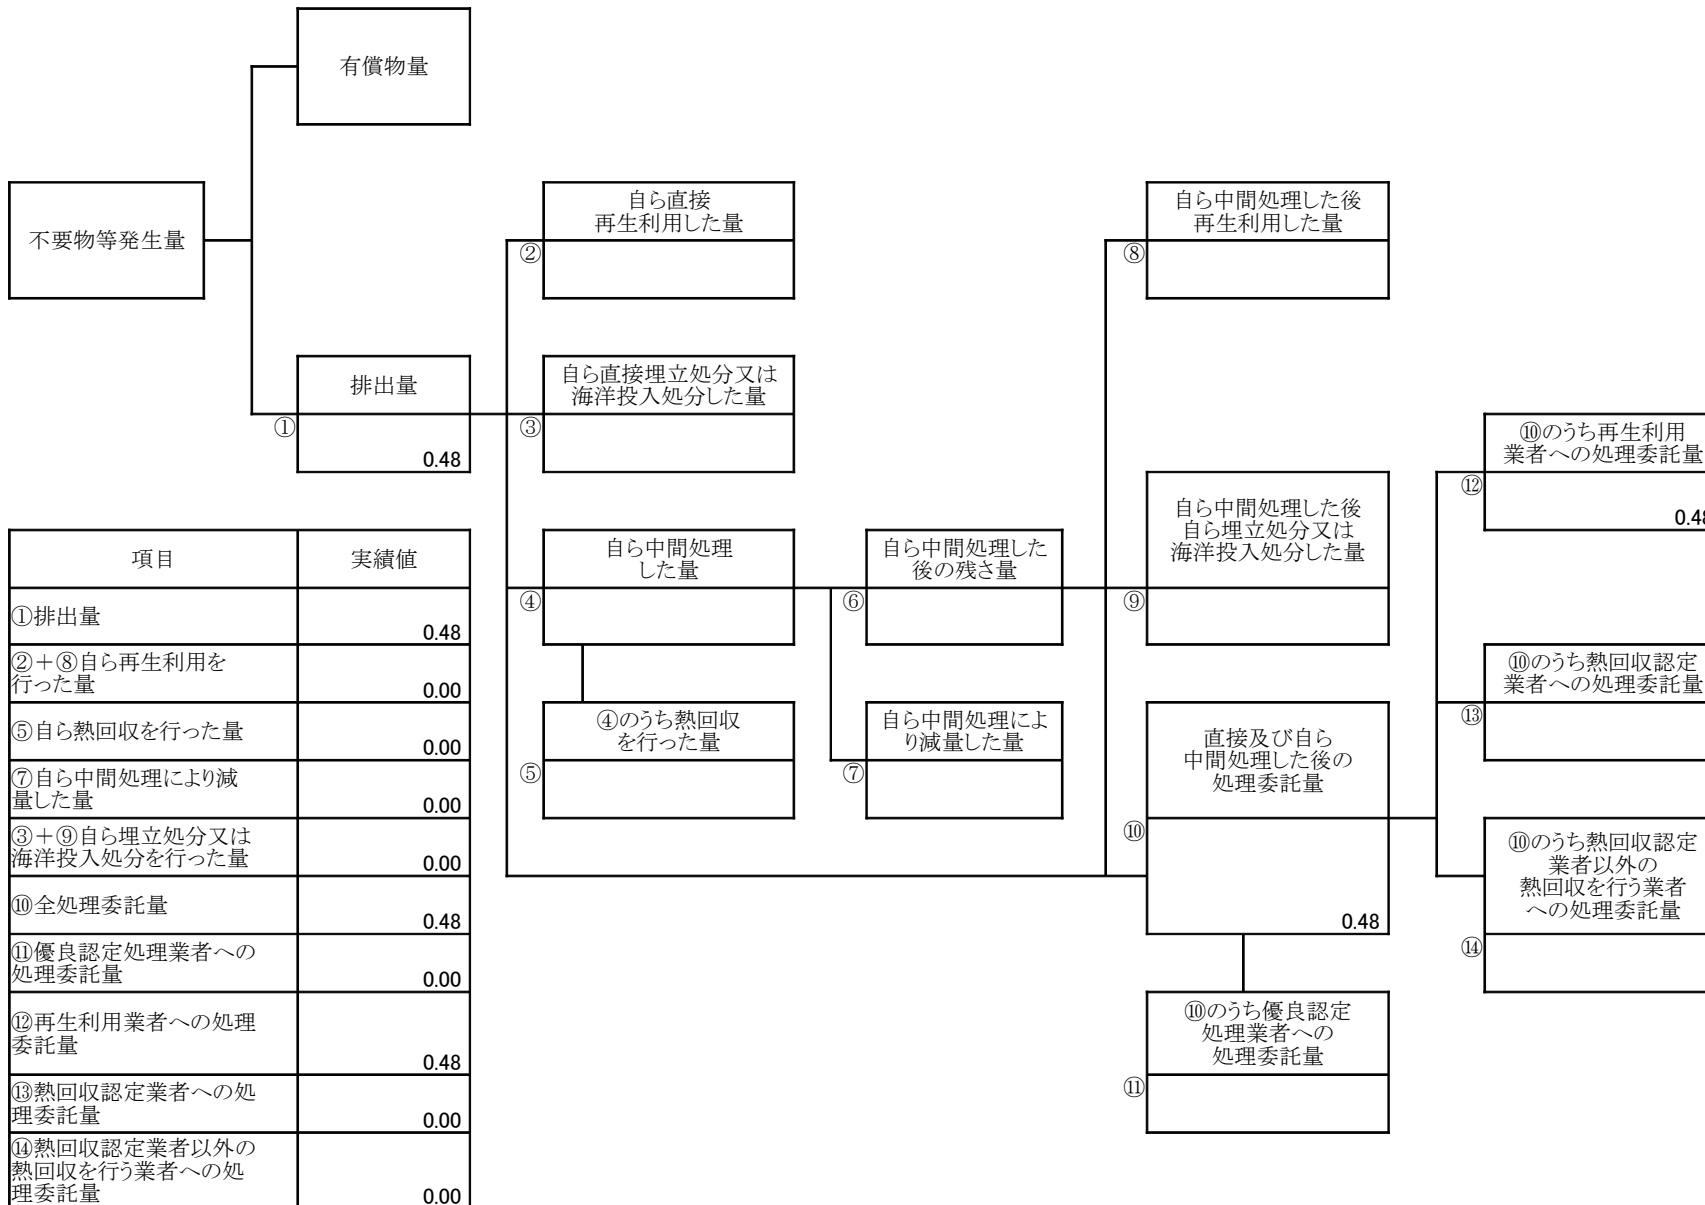 有償物量
不要物等発生量
自ら直接
再生利用した量
②
自ら中間処理した後
再生利用した量
⑧
排出量
①
0.48
自ら直接埋立処分又は
海洋投入処分した量
③
⑩のうち再生利用
業者への処理委託量
⑫
0.48
自ら中間処理
した量
④
自ら中間処理した
後の残さ量
⑥
自ら中間処理した後
自ら埋立処分又は
海洋投入処分した量
⑨
④のうち熱回収
を行った量
⑤
自ら中間処理によ
り減量した量
⑦
直接及び自ら
中間処理した後の
処理委託量
⑩
0.48
⑩のうち熱回収認定
業者への処理委託量
⑬
⑩のうち熱回収認定
業者以外の
熱回収を行う業者
への処理委託量
⑭
⑩のうち優良認定
処理業者への
処理委託量
⑪
項目 実績値
①排出量
0.48
②＋⑧自ら再生利用を
行った量
0.00
⑤自ら熱回収を行った量
0.00
⑦自ら中間処理により減
量した量
0.00
③＋⑨自ら埋立処分又は
海洋投入処分を行った量
0.00
⑩全処理委託量
0.48
⑪優良認定処理業者への
処理委託量
0.00
⑫再生利用業者への処理
委託量
0.48
⑬熱回収認定業者への処
理委託量
0.00
⑭熱回収認定業者以外の
熱回収を行う業者への処
理委託量
0.00